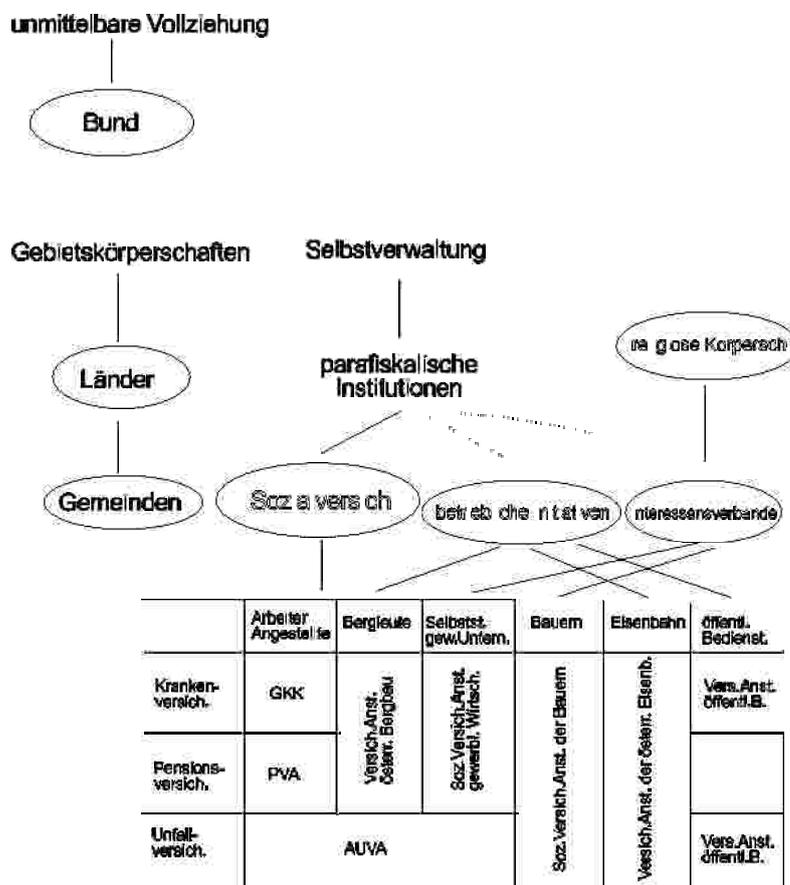 unmittelbare Vollziehung
Bund
Gebietskörperschaften
Selbstverwaltung
Länder
parafiskalische
Institutionen
Gemeinden
Arbeiter
Angestellte
Bergleute
Selbstst.
gew.Untern.
Bauern
Eisenbahn
öffentl.
Bedienst.
Kranken-
versich.
GKK
Versich.Anst.
österr. Bergbau
Soz.Versich.Anst.
gewerbl. Wirtsch.
Soz.Versich.Anst. der Bauern
Versich.Anst. der österr. Eisenb.
Vers.Anst.
öffentl.B.
Pensions-
versich.
PVA
Unfall-
versich.
AUVA
Vers.Anst.
öffentl.B.